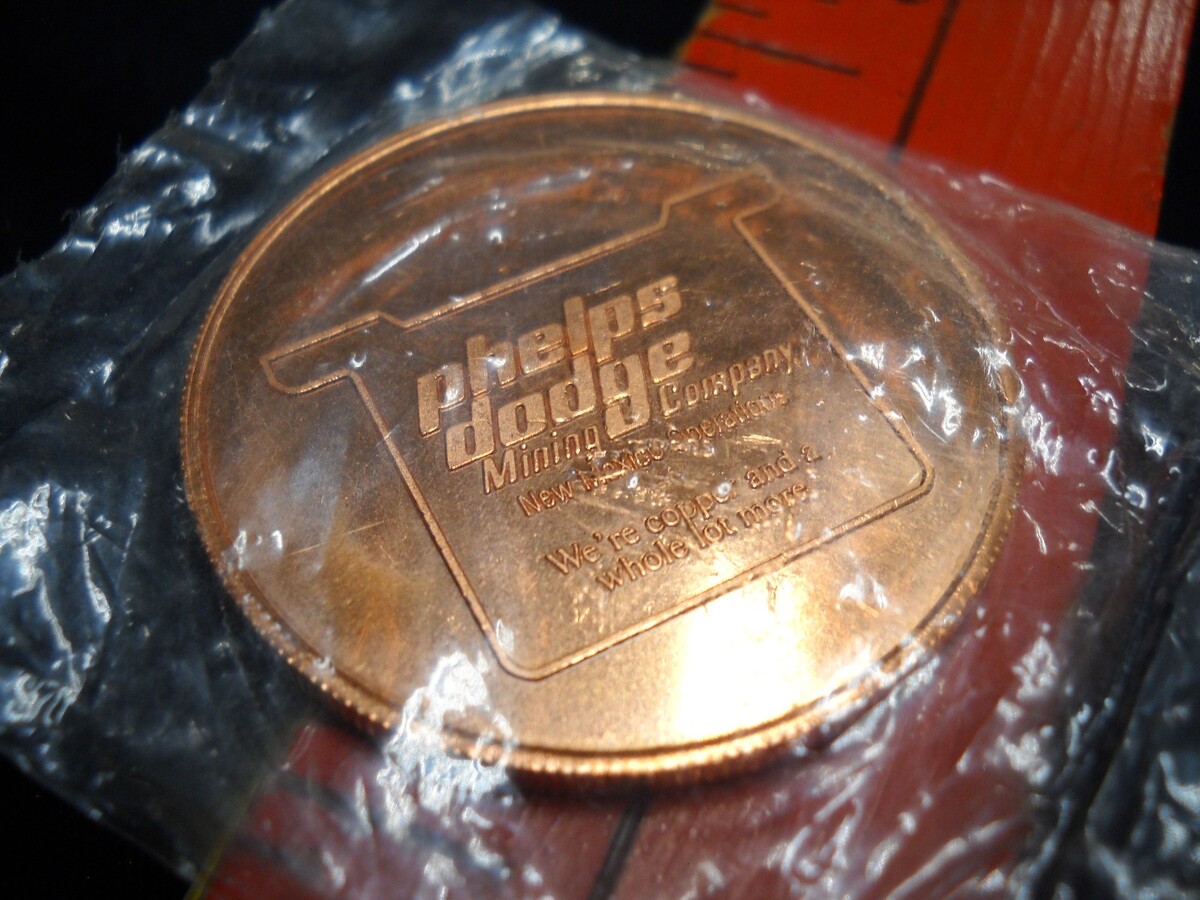 phelps
dodge
Mining Company
New Mexico Operations
We're copper and a
whole lot more.